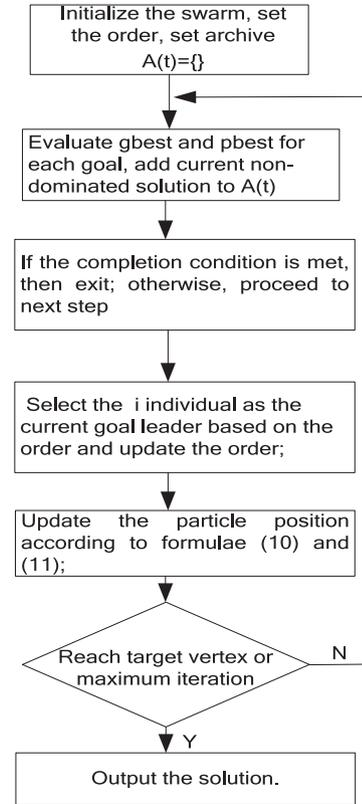 Initialize the swarm, set
the order, set archive
A(t)={}
Evaluate gbest and pbest for
each goal, add current non-
dominated solution to A(t)
If the completion condition is met,
then exit; otherwise, proceed to
next step
Select the i individual as the
current goal leader based on the
order and update the order;
Update the particle position
according to formulae (10) and
(11);
Reach target vertex or
maximum iteration
N
Y
Output the solution.